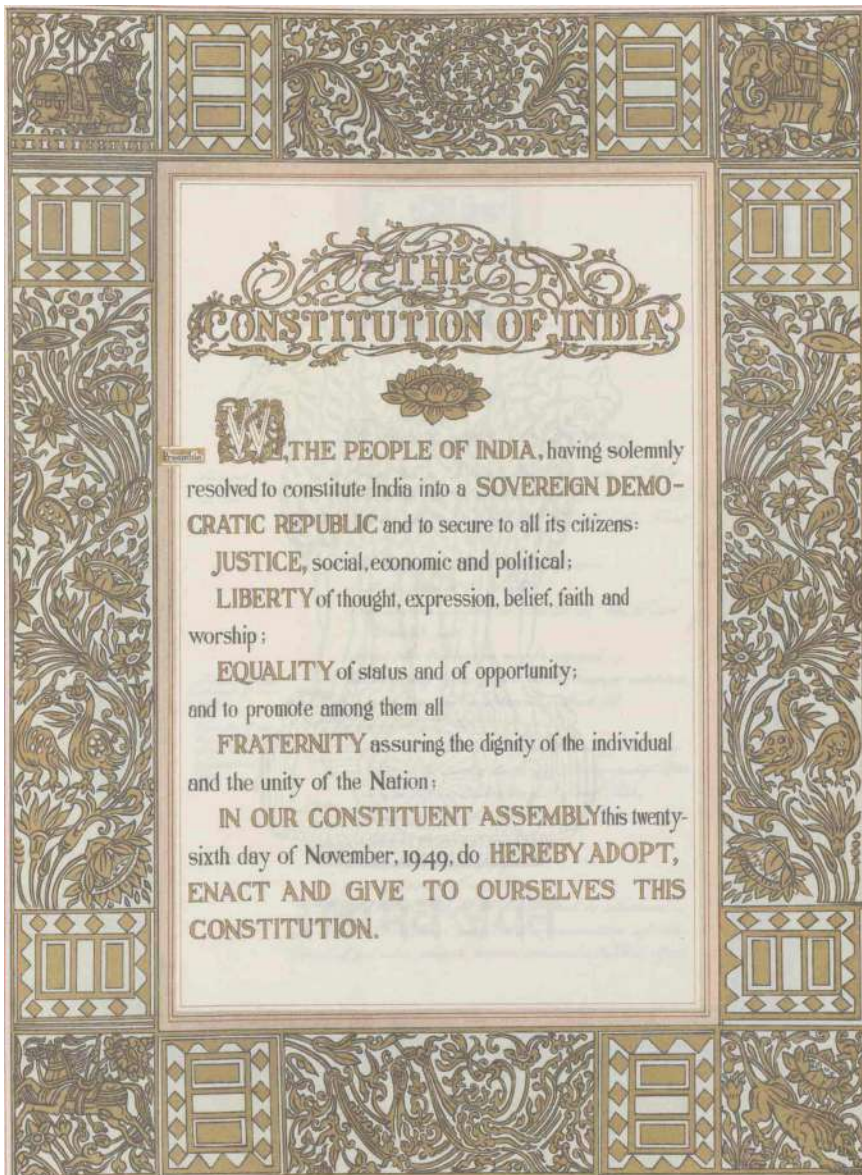 THE
CONSTITUTION OF INDIA
Preamble
WE, THE PEOPLE OF INDIA, having solemnly
resolved to constitute India into a SOVEREIGN DEMO-
CRATIC REPUBLIC and to secure to all its citizens:
JUSTICE, social, economic and political;
LIBERTY of thought, expression, belief, faith and
worship;
EQUALITY of status and of opportunity;
and to promote among them all
FRATERNITY assuring the dignity of the individual
and the unity of the Nation;
IN OUR CONSTITUENT ASSEMBLY this twenty-
sixth day of November, 1949, do HEREBY ADOPT,
ENACT AND GIVE TO OURSELVES THIS
CONSTITUTION.